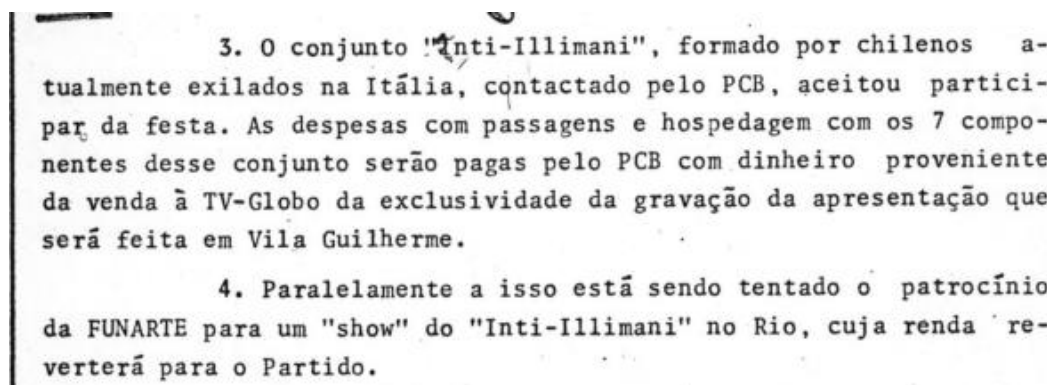 3. O conjunto "Inti-Illimani", formado por chilenos a-
tualmente exilados na Itália, contactado pelo PCB, aceitou partici-
par da festa. As despesas com passagens e hospedagem com os 7 compo-
nentes desse conjunto serão pagas pelo PCB com dinheiro proveniente
da venda à TV-Globo da exclusividade da gravação da apresentação que
será feita em Vila Guilherme.
4. Paralelamente a isso está sendo tentado o patrocínio
da FUNARTE para um "show" do "Inti-Illimani" no Rio, cuja renda re-
verterá para o Partido.